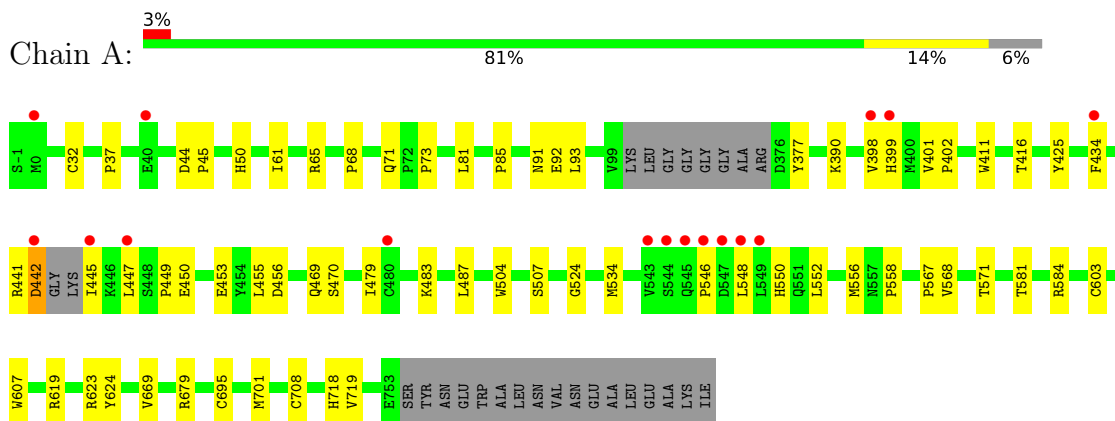 3%
Chain A:
81% 14% 6%
S-1 M0 C32 P37 E40 D44 P45 H50 I61 R65 P68 Q71 P72 P73 L81 P85 N91 E92 L93 V99 LYS LEU GLY GLY GLY GLY ALA ARG D376 Y377 K390 V398 H399 M400 V401 P402 W411 T416 Y425 F434
R441 D442 GLY LYS I445 K446 L447 S448 P449 E450 E453 Y454 L455 D456 Q469 S470 I479 C480 K483 L487 W504 S507 G524 M534 V543 S544 Q545 P546 D547 L548 L549 H550 Q551 L552 M556 N557 P558 P567 V568 T571 T581 R584 C603
W607 R619 R623 Y624 V669 R679 C695 M701 C708 H718 V719 E753 SER TYR ASN GLU TRP ALA LEU ASN VAL ASN GLU ALA LEU GLU ALA LYS ILE